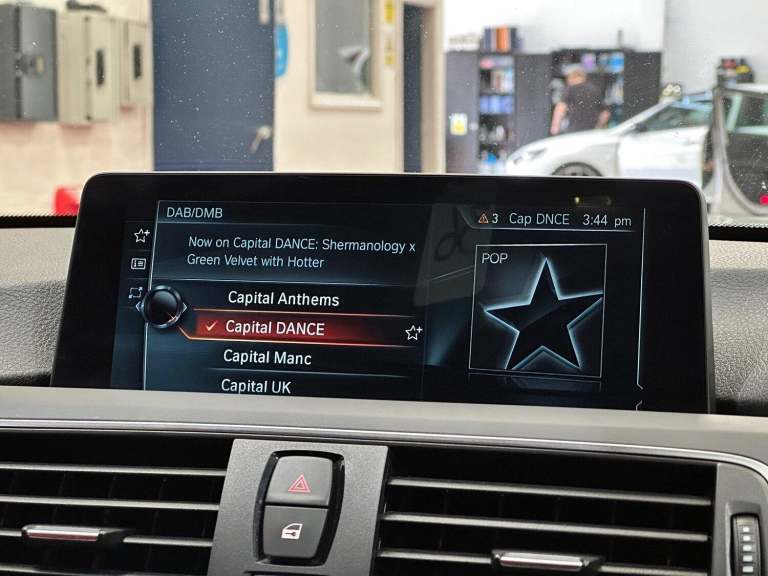 DAB/DMB
3 Cap DNCE 3:44 pm
Now on Capital DANCE: Shermanology x
Green Velvet with Hotter
POP
Capital Anthems
Capital DANCE
Capital Manc
Capital UK